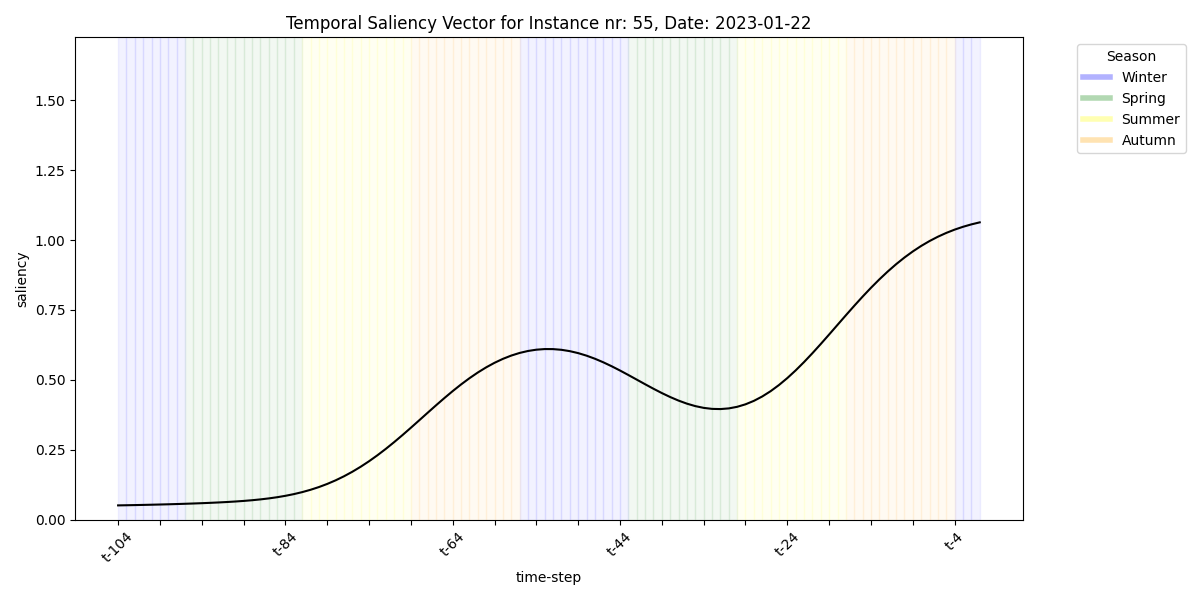 Temporal Saliency Vector for Instance nr: 55, Date: 2023-01-22
Season
Winter
Spring
Summer
Autumn
saliency
1.50
1.25
1.00
0.75
0.50
0.25
0.00
t-104 t-84 t-64 t-44 t-24 t-4
time-step